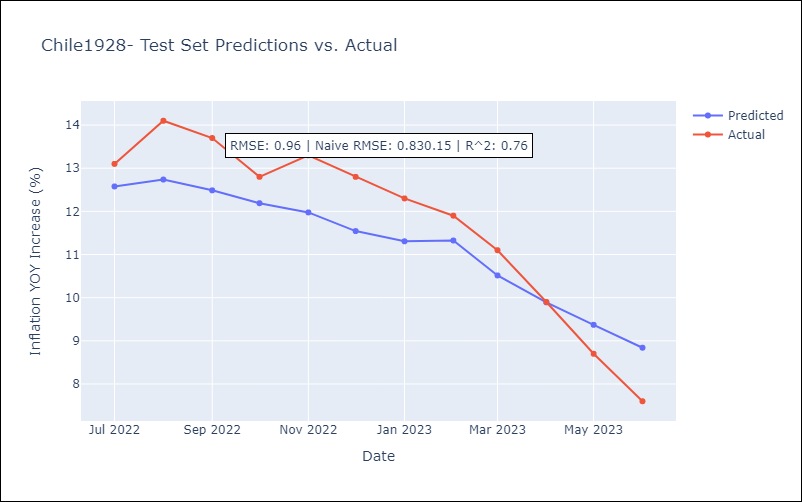 Chile1928- Test Set Predictions vs. Actual
Predicted
Actual
RMSE: 0.96 | Naive RMSE: 0.830.15 | R^2: 0.76
Inflation YOY Increase (%)
14
13
12
11
10
9
8
Jul 2022
Sep 2022
Nov 2022
Jan 2023
Mar 2023
May 2023
Date